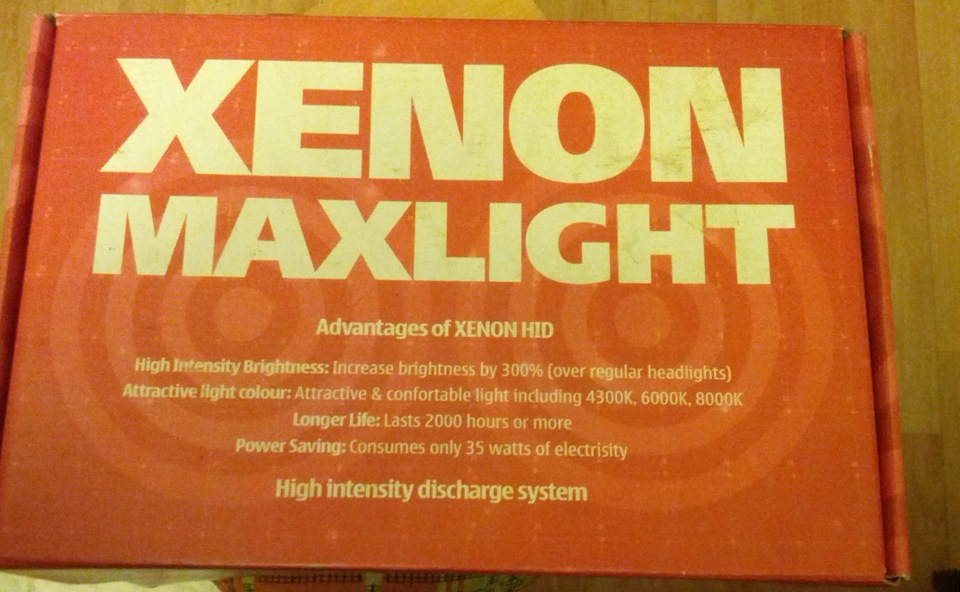 XENON
MAXLIGHT
Advantages of XENON HID
High Intensity Brightness: Increase brightness by 300% (over regular headlights)
Attractive light colour: Attractive & confortable light including 4300K, 6000K, 8000K
Longer Life: Lasts 2000 hours or more
Power Saving: Consumes only 35 watts of electrisity
High intensity discharge system